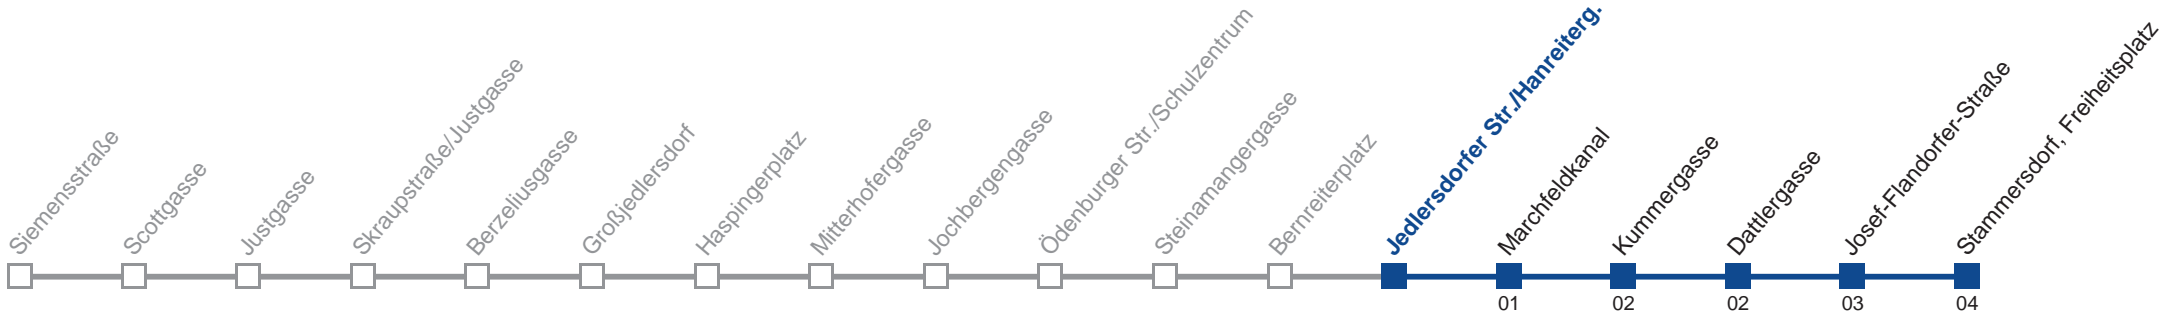 Siemensstraße
Scottgasse
Justgasse
Skraupstraße/Justgasse
Berzeliusgasse
Großjedlersdorf
Haspingerplatz
Mitterhofergasse
Jochbergengasse
Ödenburger Str./Schulzentrum
Steinamangergasse
Bernreiterplatz
Jedlersdorfer Str./Hanreiterg.
Marchfeldkanal
Kummergasse
Dattlergasse
Josef-Flandorfer-Straße
Stammersdorf, Freiheitsplatz
01
02
02
03
04